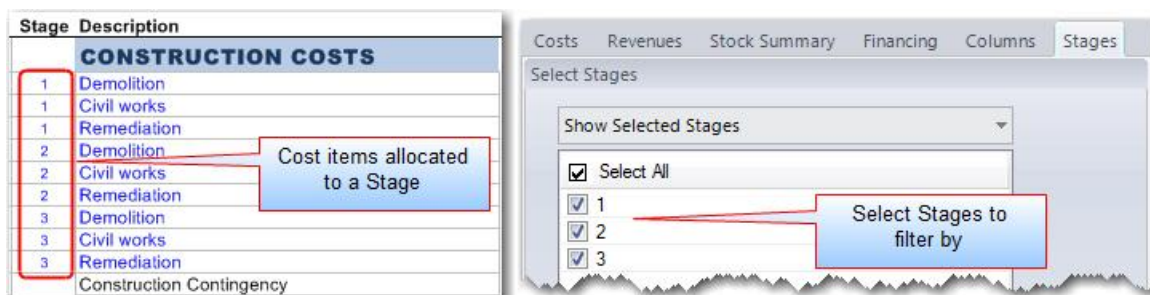 Stage Description
CONSTRUCTION COSTS
1 Demolition
1 Civil works
1 Remediation
2 Demolition
2 Civil works
2 Remediation
3 Demolition
3 Civil works
3 Remediation
Construction Contingency
Cost items allocated
to a Stage
Costs Revenues Stock Summary Financing Columns Stages
Select Stages
Show Selected Stages
Select All
1
2
3
Select Stages to
filter by